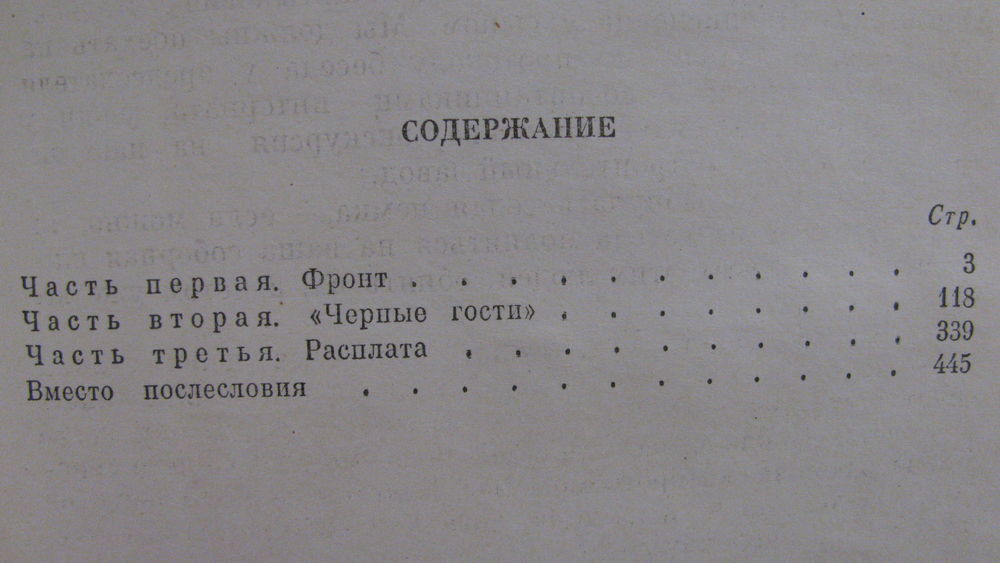 СОДЕРЖАНИЕ
Стр.
Часть первая. Фронт . . . . . . . . . . . 3
Часть вторая. «Черные гости» . . . . . . . . 118
Часть третья. Расплата . . . . . . . . . . 339
Вместо послесловия . . . . . . . . . . . . 445